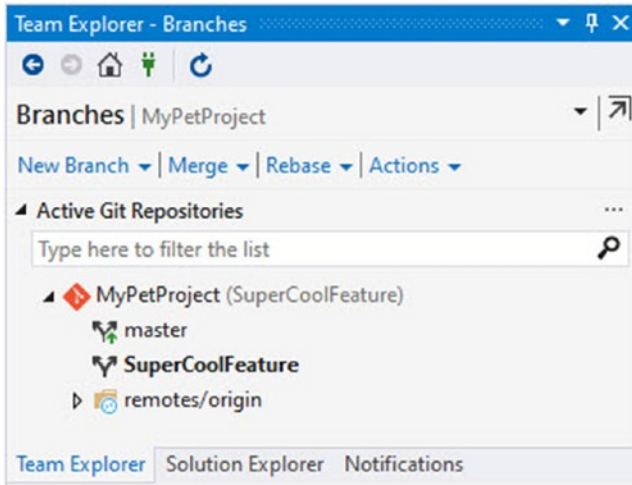 Team Explorer - Branches
Branches | MyPetProject
New Branch | Merge | Rebase | Actions
Active Git Repositories ...
Type here to filter the list
MyPetProject (SuperCoolFeature)
master
SuperCoolFeature
remotes/origin
Team Explorer Solution Explorer Notifications